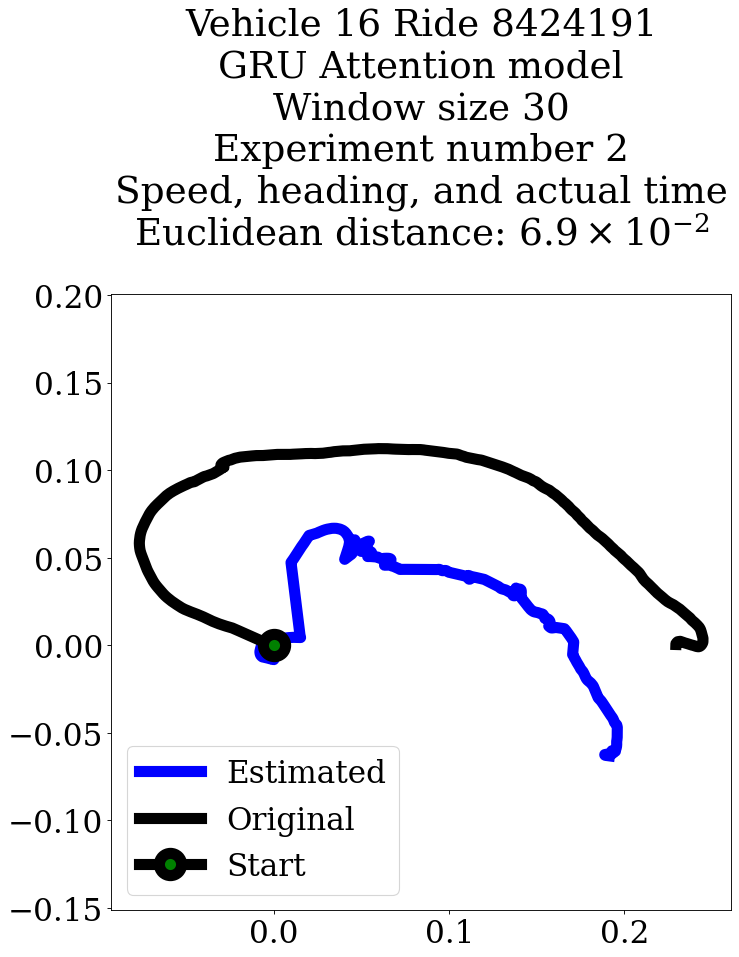 Vehicle 16 Ride 8424191
GRU Attention model
Window size 30
Experiment number 2
Speed, heading, and actual time
Euclidean distance: 6.9 × 10⁻²
0.20
0.15
0.10
0.05
0.00
−0.05
−0.10
−0.15
Estimated
Original
Start
0.0 0.1 0.2